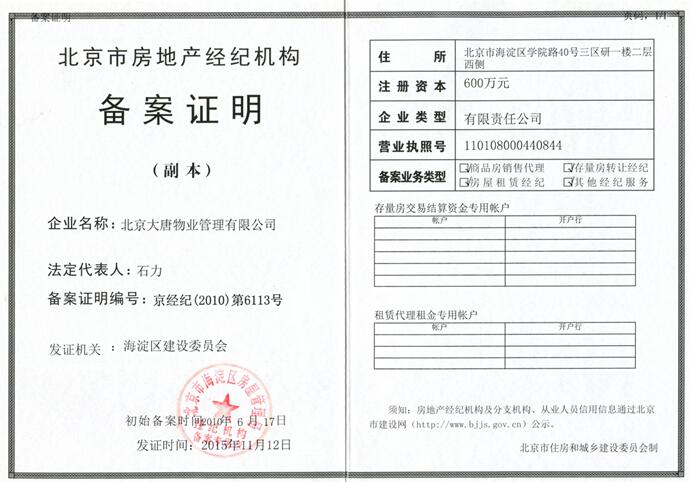 备案证明
页码，1/1
北京市房地产经纪机构
备案证明
（副本）
企业名称：北京大唐物业管理有限公司
法定代表人：石力
备案证明编号：京经纪(2010)第6113号
发证机关：海淀区建设委员会
初始备案时间2010年6月17日
发证时间：2015年11月12日
北京市海淀区房屋管理局
经纪机构
住所
北京市海淀区学院路40号三区研一楼二层
西侧
注册资本
600万元
企业类型
有限责任公司
营业执照号
110108000440844
备案业务类型
商品房销售代理
存量房转让经纪
房屋租赁经纪
其他经纪服务
存量房交易结算资金专用帐户
帐户
开户行
租赁代理租金专用帐户
帐户
开户行
须知：房地产经纪机构及分支机构、从业人员信用信息通过北京
市建设网（http://www.bjjs.gov.cn）公示。
北京市住房和城乡建设委员会制